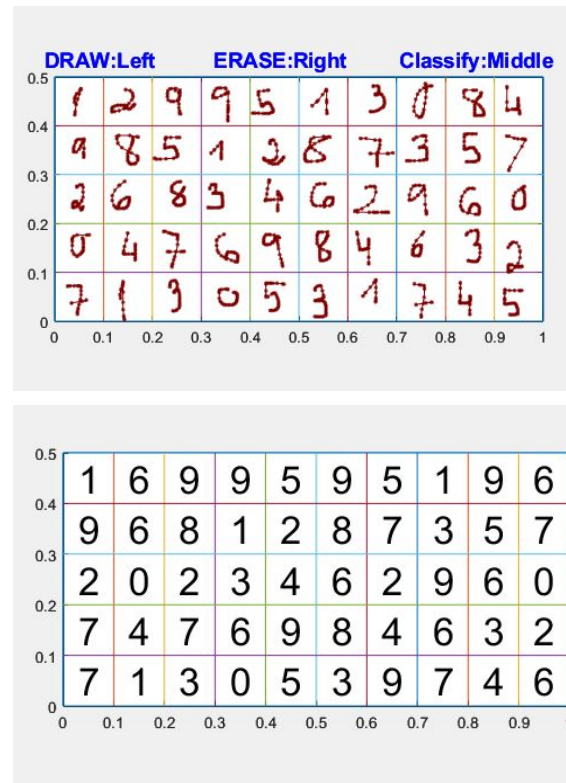 DRAW:Left ERASE:Right Classify:Middle
0.5
1 2 9 9 5 1 3 0 8 4
0.4
9 8 5 1 2 8 7 3 5 7
0.3
2 6 8 3 4 6 2 9 6 0
0.2
0 4 7 6 9 8 4 6 3 2
0.1
7 1 3 0 5 3 1 7 4 5
0
0 0.1 0.2 0.3 0.4 0.5 0.6 0.7 0.8 0.9 1
0.5
1 6 9 9 5 9 5 1 9 6
0.4
9 6 8 1 2 8 7 3 5 7
0.3
2 0 2 3 4 6 2 9 6 0
0.2
7 4 7 6 9 8 4 6 3 2
0.1
7 1 3 0 5 3 9 7 4 6
0
0 0.1 0.2 0.3 0.4 0.5 0.6 0.7 0.8 0.9